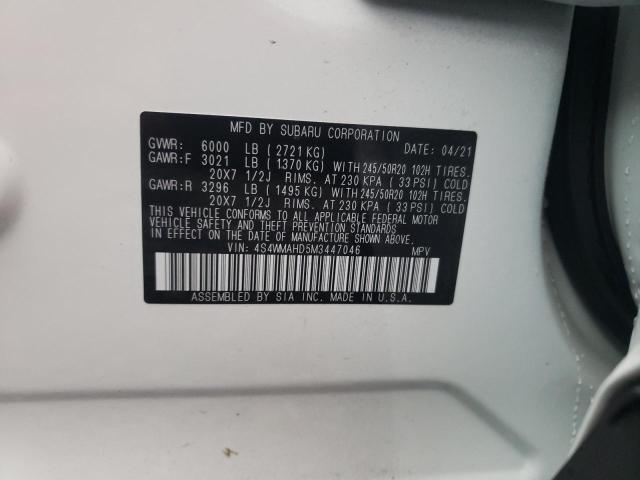 MFD BY SUBARU CORPORATION
GVWR: 6000 LB ( 2721 KG) DATE: 04/21
GAWR:F 3021 LB ( 1370 KG) WITH 245/50R20 102H TIRES.
20X7 1/2J RIMS. AT 230 KPA ( 33 PSI) COLD
GAWR:R 3296 LB ( 1495 KG) WITH 245/50R20 102H TIRES.
20X7 1/2J RIMS. AT 230 KPA ( 33 PSI) COLD
THIS VEHICLE CONFORMS TO ALL APPLICABLE FEDERAL MOTOR
VEHICLE SAFETY AND THEFT PREVENTION STANDARDS
IN EFFECT ON THE DATE OF MANUFACTURE SHOWN ABOVE.
VIN: 4S4WMAHD5M3447046 MPV
ASSEMBLED BY SIA INC. MADE IN U.S.A.